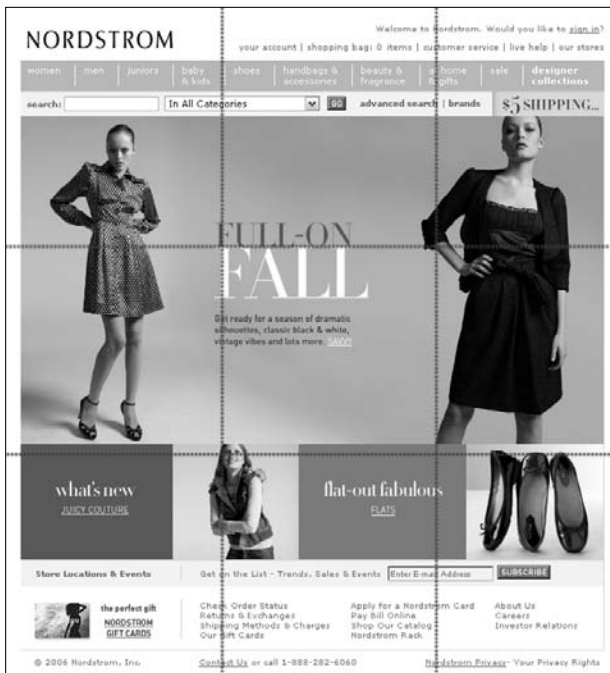 NORDSTROM
Welcome to Nordstrom. Would you like to sign in?
your account | shopping bag: 0 items | customer service | live help | our stores
women | men | juniors | baby & kids | shoes | handbags & accessories | beauty & fragrance | at home & gifts | sale | designer collections
search: In All Categories GO advanced search | brands $5 SHIPPING...
FULL-ON
FALL
Get ready for a season of dramatic
silhouettes, classic black & white,
vintage vibes and lots more. SAVVY
what's new
JUICY COUTURE
flat-out fabulous
FLATS
Store Locations & Events
Get on the List - Trends, Sales & Events Enter E-mail Address SUBSCRIBE
the perfect gift
NORDSTROM
GIFT CARDS
Check Order Status
Returns & Exchanges
Shipping Methods & Charges
Our Gift Cards
Apply for a Nordstrom Card
Pay Bill Online
Shop Our Catalog
Nordstrom Rack
About Us
Careers
Investor Relations
© 2006 Nordstrom, Inc.
Contact Us or call 1-888-282-6060
Nordstrom Privacy- Your Privacy Rights